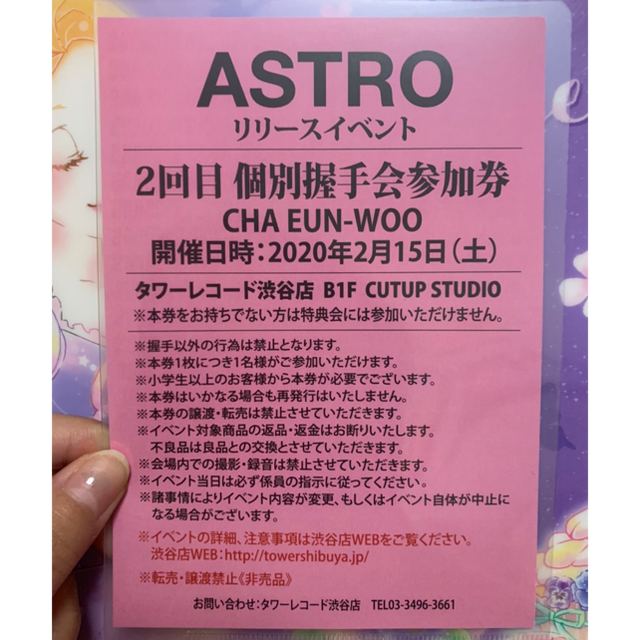 ASTRO
リリースイベント
2回目 個別握手会参加券
CHA EUN-WOO
開催日時:2020年2月15日(土)
タワーレコード渋谷店 B1F CUTUP STUDIO
※本券をお持ちでない方は特典会には参加いただけません。
※握手以外の行為は禁止となります。
※本券1枚につき1名様がご参加いただけます。
※小学生以上のお客様から本券が必要でございます。
※本券はいかなる場合も再発行はいたしません。
※本券の譲渡・転売は禁止させていただきます。
※イベント対象商品の返品・返金はお断りいたします。
不良品は良品との交換とさせていただきます。
※会場内での撮影・録音は禁止させていただきます。
※イベント当日は必ず係員の指示に従ってください。
※諸事情によりイベント内容が変更、もしくはイベント自体が中止に
なる場合がございます。
※イベントの詳細、注意事項は渋谷店WEBをご覧ください。
渋谷店WEB:http://towershibuya.jp/
※転売・譲渡禁止《非売品》
お問い合わせ:タワーレコード渋谷店 TEL03-3496-3661